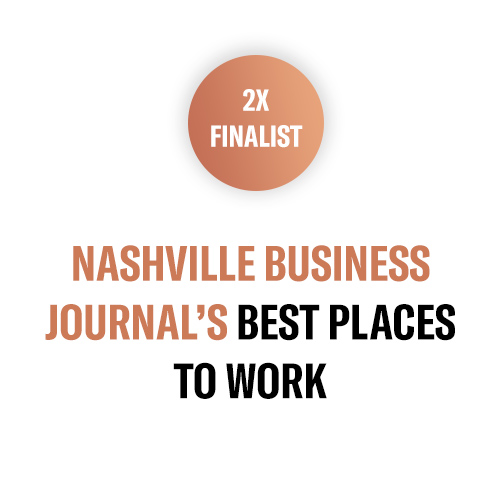 2X
FINALIST
NASHVILLE BUSINESS
JOURNAL’S BEST PLACES
TO WORK